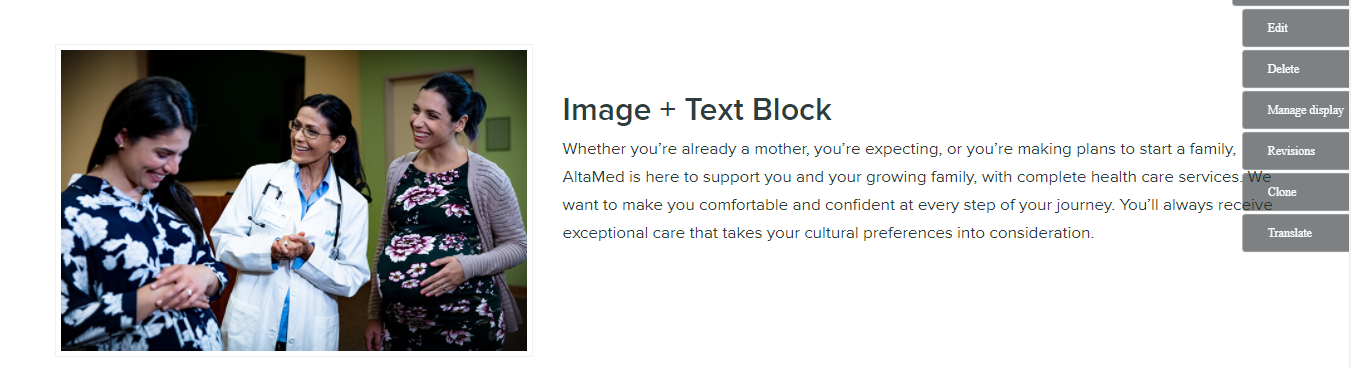 Image + Text Block
Whether you’re already a mother, you’re expecting, or you’re making plans to start a family,
AltaMed is here to support you and your growing family, with complete health care services. We
want to make you comfortable and confident at every step of your journey. You’ll always receive
exceptional care that takes your cultural preferences into consideration.
Edit
Delete
Manage display
Revisions
Clone
Translate